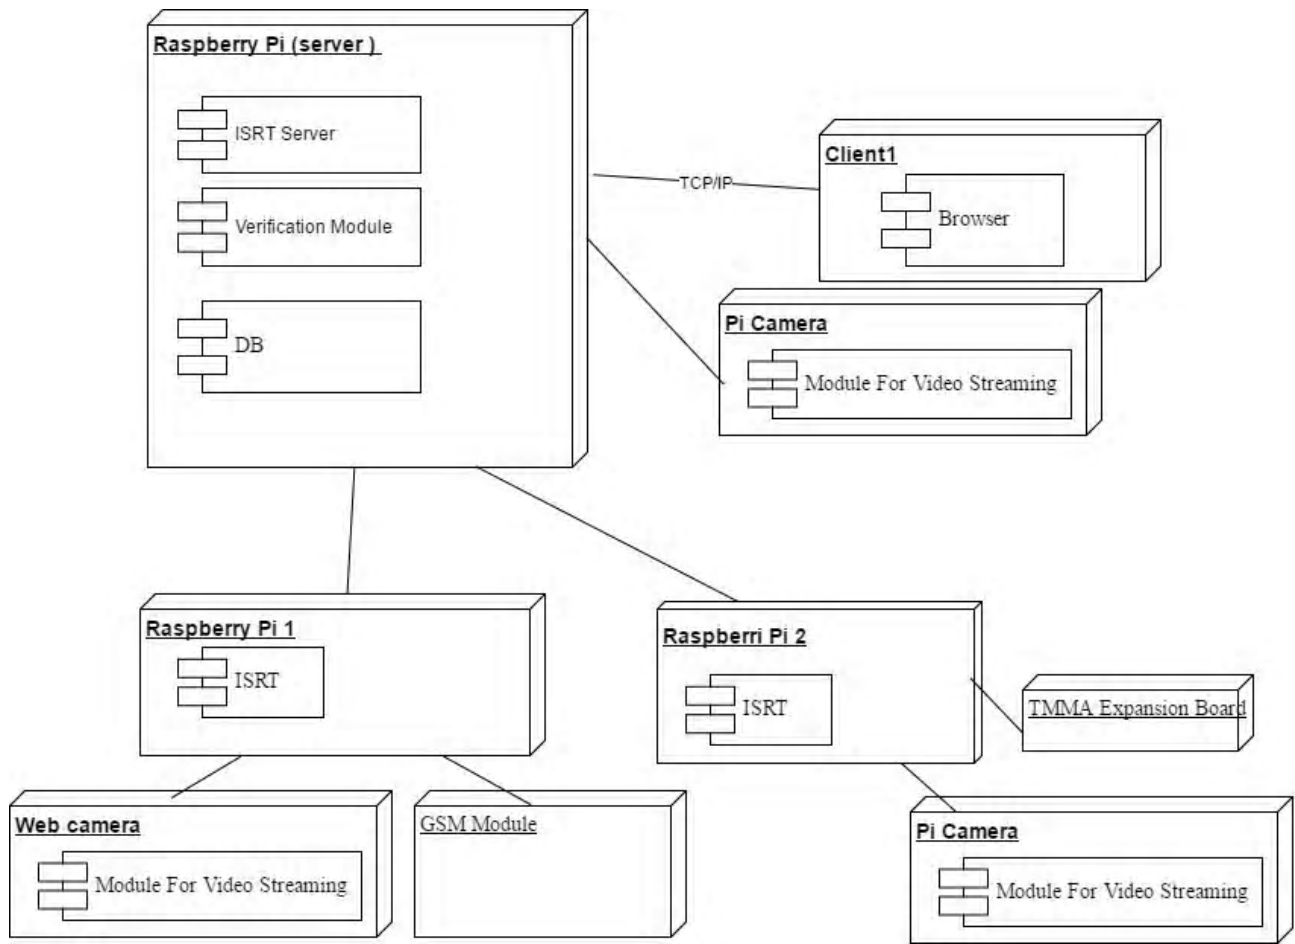 Raspberry Pi (server )
ISRT Server
Verification Module
DB
TCP/IP
Client1
Browser
Pi Camera
Module For Video Streaming
Raspberry Pi 1
ISRT
Raspberri Pi 2
ISRT
TMMA Expansion Board
Web camera
Module For Video Streaming
GSM Module
Pi Camera
Module For Video Streaming